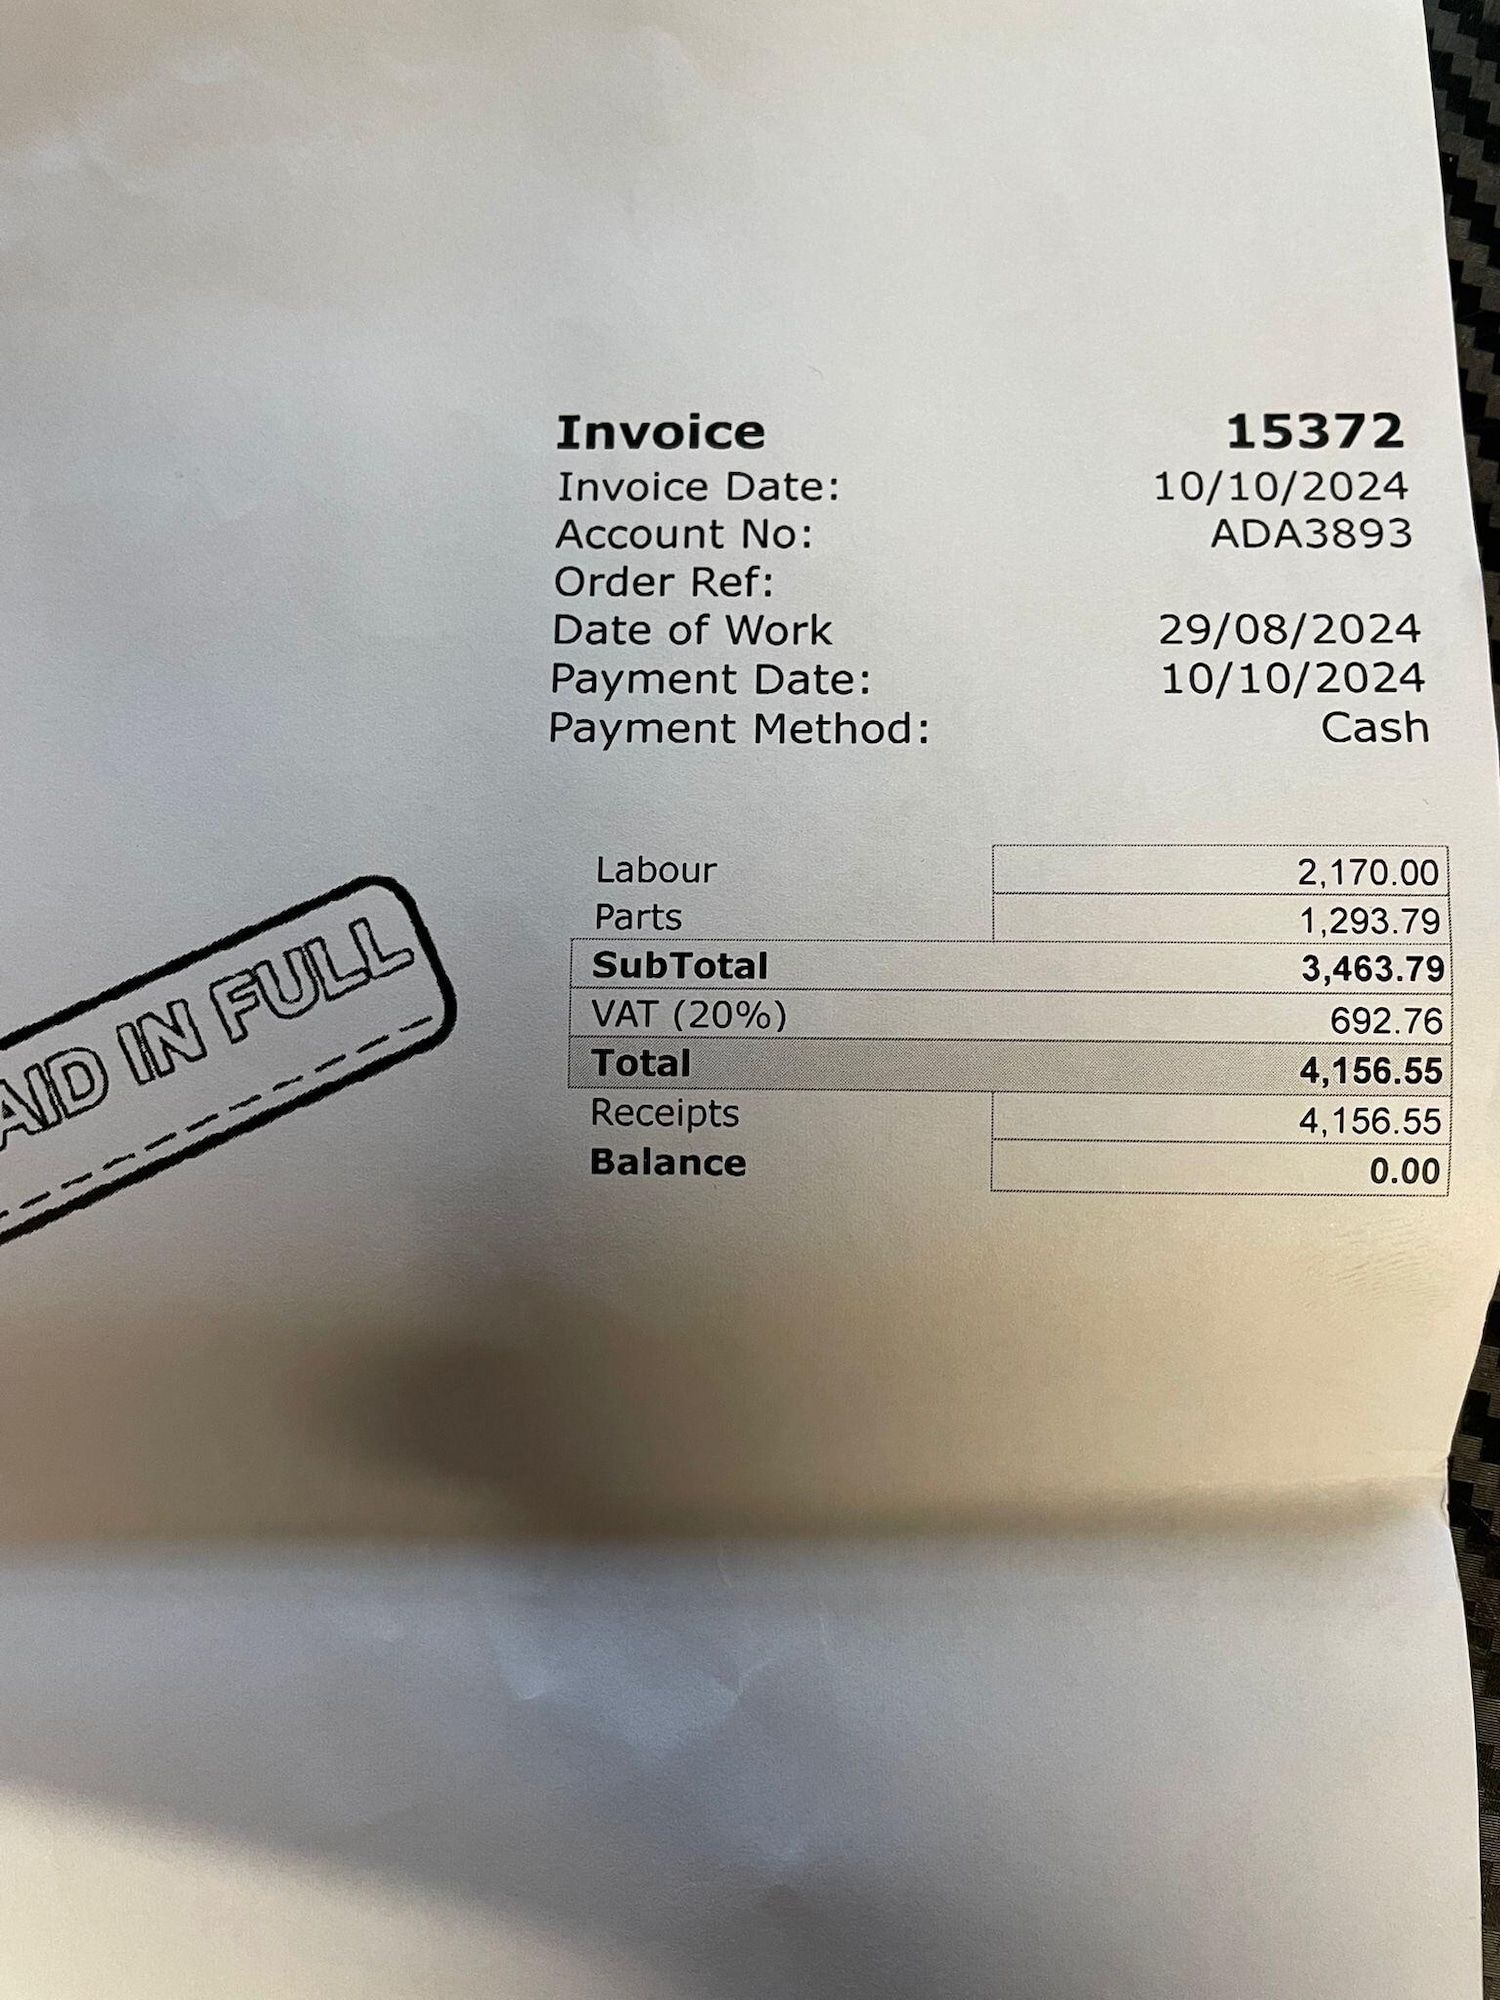 Invoice 15372
Invoice Date: 10/10/2024
Account No: ADA3893
Order Ref:
Date of Work 29/08/2024
Payment Date: 10/10/2024
Payment Method: Cash
Labour 2,170.00
Parts 1,293.79
SubTotal 3,463.79
VAT (20%) 692.76
Total 4,156.55
Receipts 4,156.55
Balance 0.00
AID IN FULL